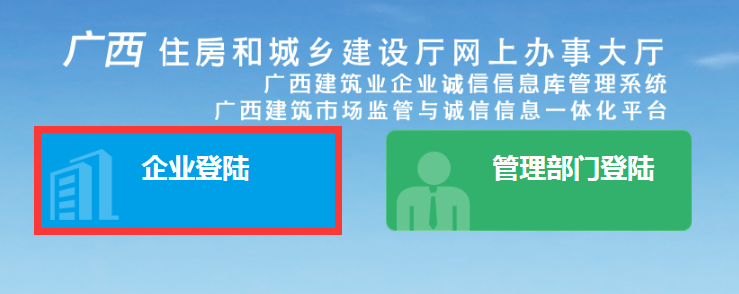 广西 住房和城乡建设厅网上办事大厅
广西建筑业企业诚信信息库管理系统
广西建筑市场监管与诚信信息一体化平台
企业登陆
管理部门登陆